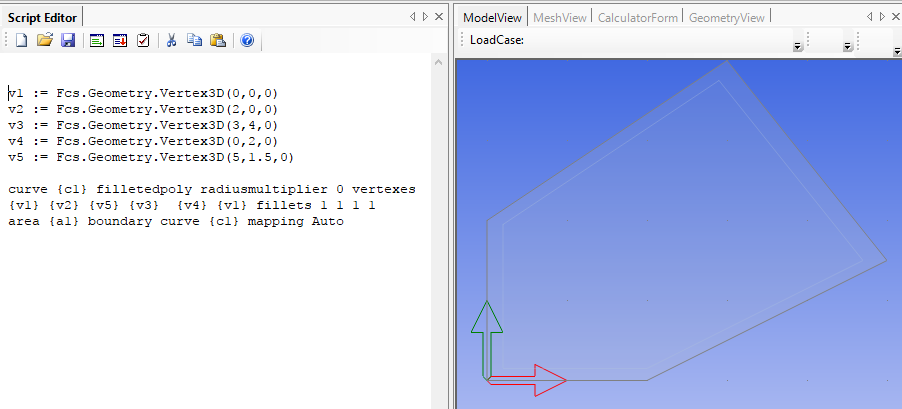 Script Editor
v1 := Fcs.Geometry.Vertex3D(0,0,0)
v2 := Fcs.Geometry.Vertex3D(2,0,0)
v3 := Fcs.Geometry.Vertex3D(3,4,0)
v4 := Fcs.Geometry.Vertex3D(0,2,0)
v5 := Fcs.Geometry.Vertex3D(5,1.5,0)
curve {c1} filletedpoly radiusmultiplier 0 vertexes
{v1} {v2} {v5} {v3}  {v4} {v1} fillets 1 1 1 1
area {a1} boundary curve {c1} mapping Auto
ModelView MeshView CalculatorForm GeometryView
LoadCase: